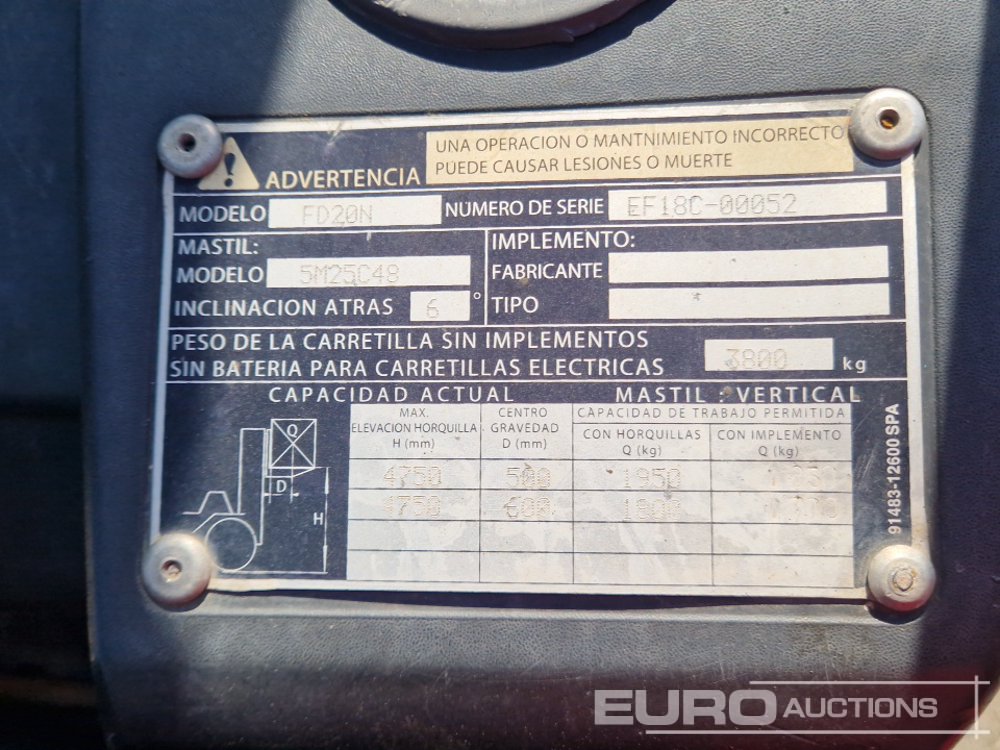 UNA OPERACION O MANTNIMIENTO INCORRECTO
PUEDE CAUSAR LESIONES O MUERTE
ADVERTENCIA
MODELO FD20N NUMERO DE SERIE EF18C-00052
MASTIL: IMPLEMENTO:
MODELO 5M25C48 FABRICANTE
INCLINACION ATRAS 6° TIPO
PESO DE LA CARRETILLA SIN IMPLEMENTOS
SIN BATERIA PARA CARRETILLAS ELECTRICAS 3800 kg
CAPACIDAD ACTUAL MASTIL : VERTICAL
MAX. ELEVACION HORQUILLA H (mm) CENTRO GRAVEDAD D (mm) CAPACIDAD DE TRABAJO PERMITIDA
CON HORQUILLAS Q (kg) CON IMPLEMENTO Q (kg)
4750 500 1950
4750 600
Q
D
H
91483-12600 SPA
EURO AUCTIONS